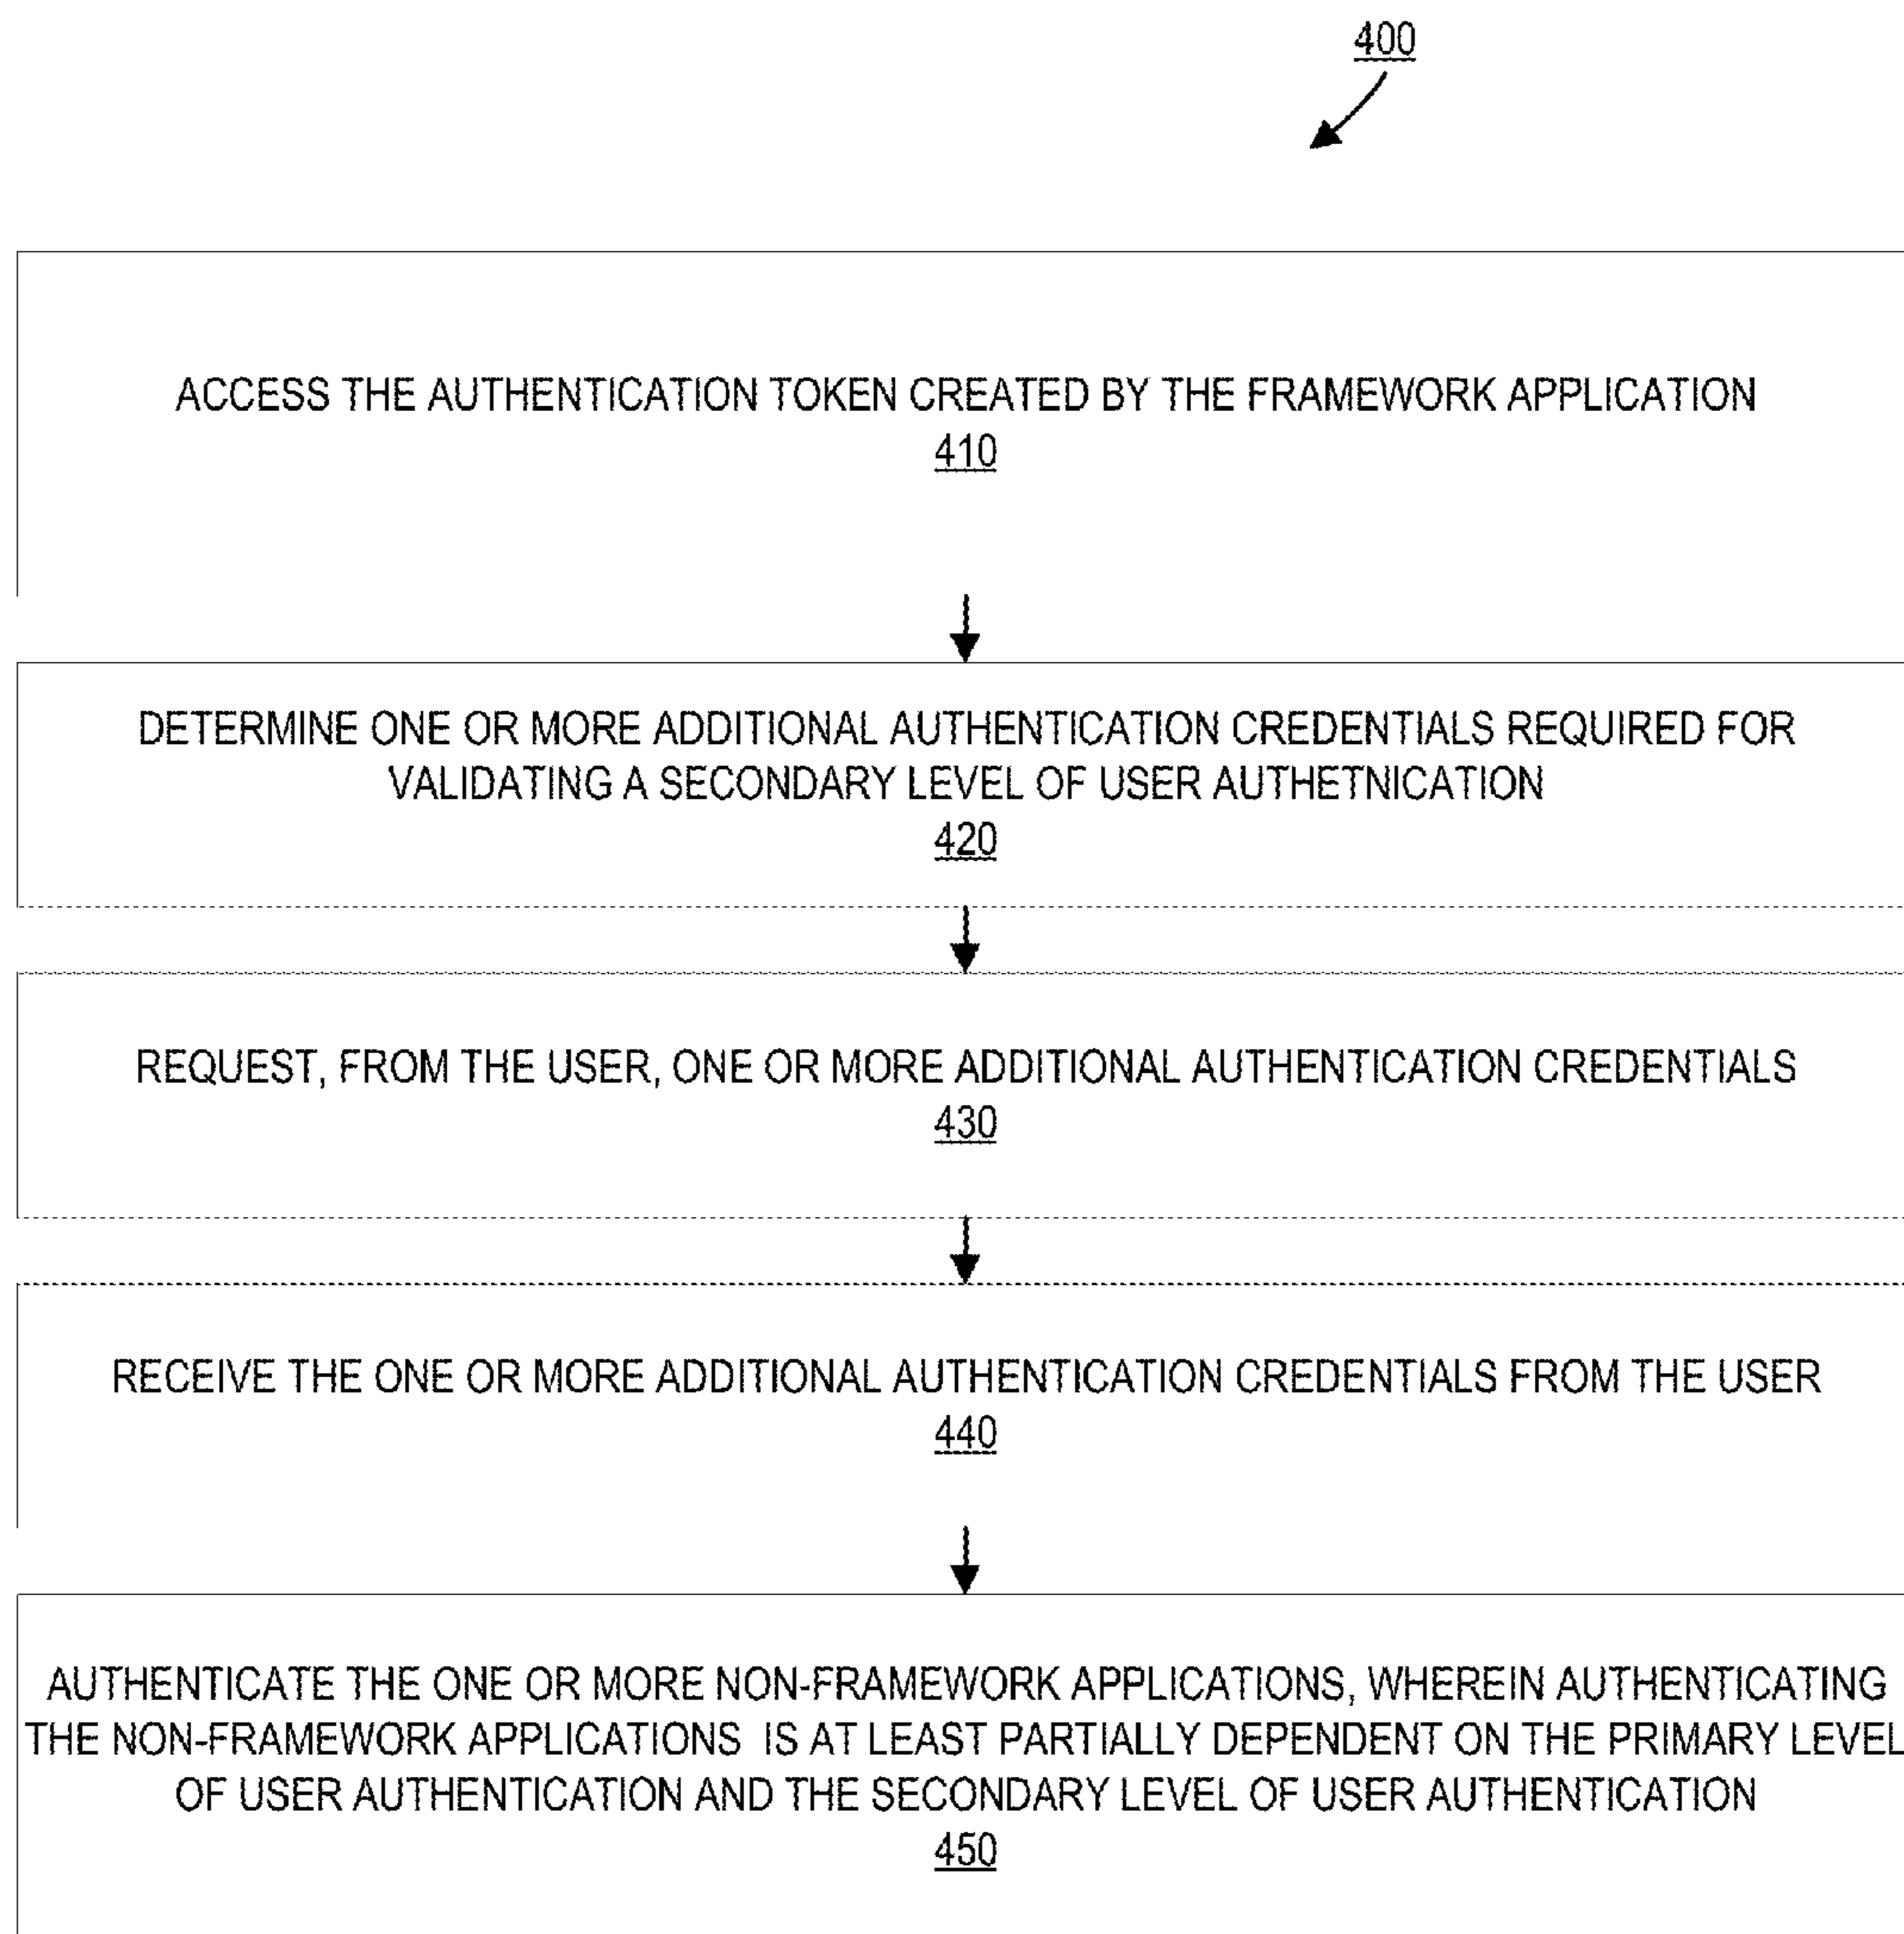 400
ACCESS THE AUTHENTICATION TOKEN CREATED BY THE FRAMEWORK APPLICATION
410
DETERMINE ONE OR MORE ADDITIONAL AUTHENTICATION CREDENTIALS REQUIRED FOR
VALIDATING A SECONDARY LEVEL OF USER AUTHETNICATION
420
REQUEST, FROM THE USER, ONE OR MORE ADDITIONAL AUTHENTICATION CREDENTIALS
430
RECEIVE THE ONE OR MORE ADDITIONAL AUTHENTICATION CREDENTIALS FROM THE USER
440
AUTHENTICATE THE ONE OR MORE NON-FRAMEWORK APPLICATIONS, WHEREIN AUTHENTICATING
THE NON-FRAMEWORK APPLICATIONS IS AT LEAST PARTIALLY DEPENDENT ON THE PRIMARY LEVEL
OF USER AUTHENTICATION AND THE SECONDARY LEVEL OF USER AUTHENTICATION
450